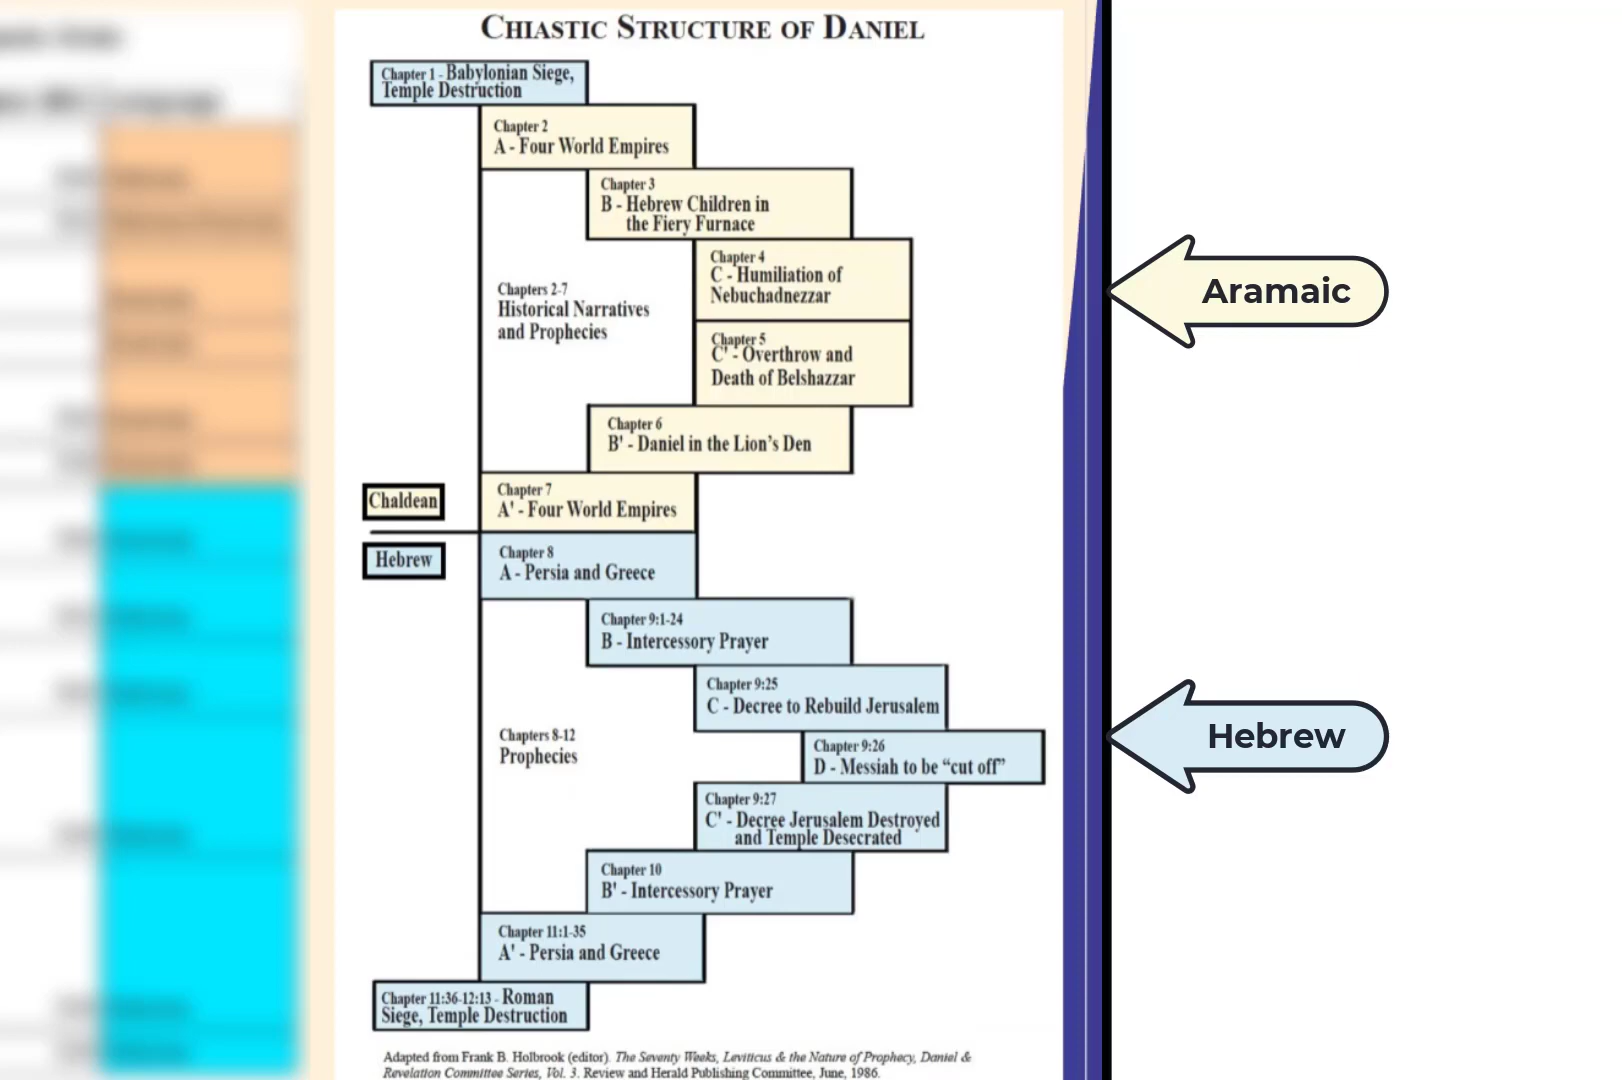 CHIASTIC STRUCTURE OF DANIEL
Chapter 1 - Babylonian Siege,
Temple Destruction
Chapter 2
A - Four World Empires
Chapter 3
B - Hebrew Children in
the Fiery Furnace
Chapter 4
C - Humiliation of
Nebuchadnezzar
Chapters 2-7
Historical Narratives
and Prophecies
Chapter 5
C' - Overthrow and
Death of Belshazzar
Chapter 6
B' - Daniel in the Lion's Den
Chaldean
Chapter 7
A' - Four World Empires
Hebrew
Chapter 8
A - Persia and Greece
Chapter 9:1-24
B - Intercessory Prayer
Chapter 9:25
C - Decree to Rebuild Jerusalem
Chapters 8-12
Prophecies
Chapter 9:26
D - Messiah to be “cut off”
Chapter 9:27
C' - Decree Jerusalem Destroyed
and Temple Desecrated
Chapter 10
B' - Intercessory Prayer
Chapter 11:1-35
A' - Persia and Greece
Chapter 11:36-12:13 - Roman
Siege, Temple Destruction
Adapted from Frank B. Holbrook (editor). The Seventy Weeks, Leviticus & the Nature of Prophecy, Daniel &
Revelation Committee Series, Vol. 3. Review and Herald Publishing Committee, June, 1986.
Aramaic
Hebrew